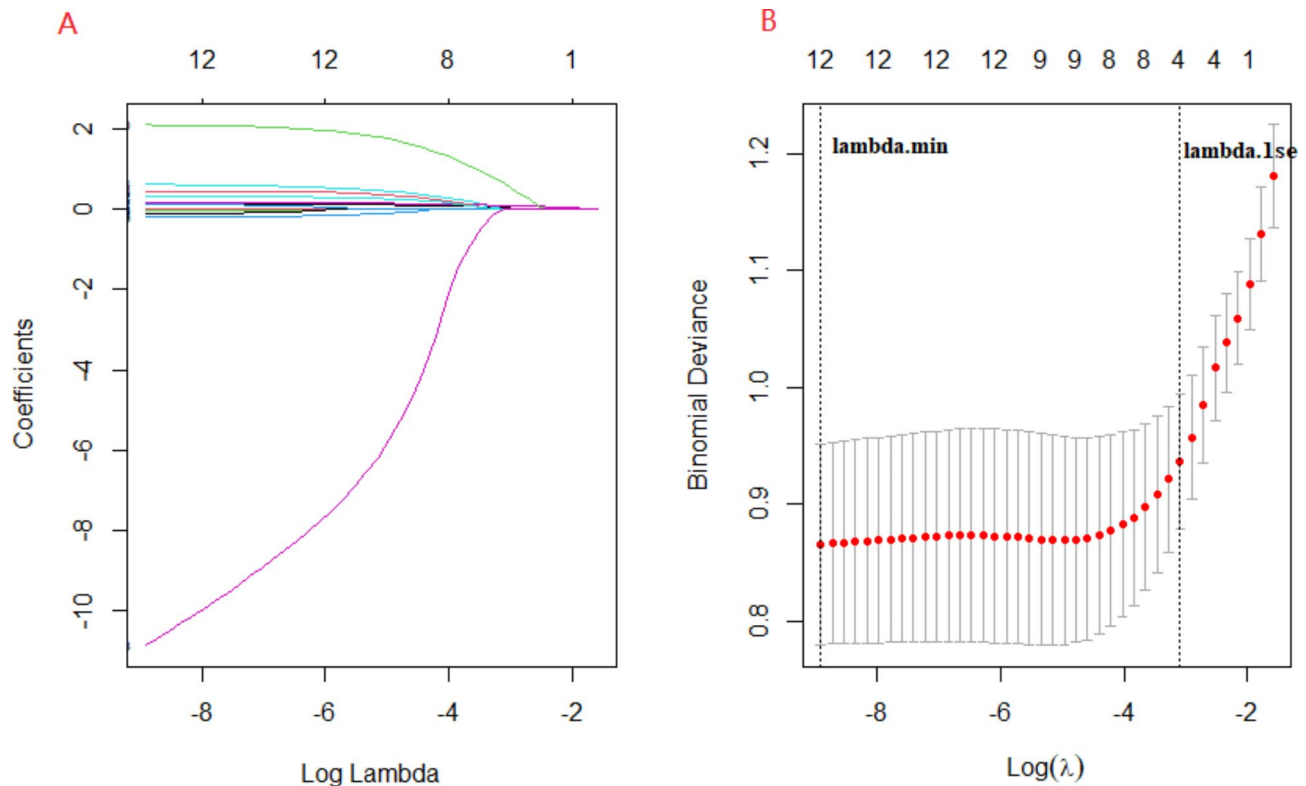 A
12 12 8 1
Coefficients
2
0
-2
-4
-6
-8
-10
-8 -6 -4 -2
Log Lambda
B
12 12 12 12 9 9 8 8 4 4 1
Binomial Deviance
1.2
1.1
1.0
0.9
0.8
lambda.min
lambda.1se
-8 -6 -4 -2
Log(λ)